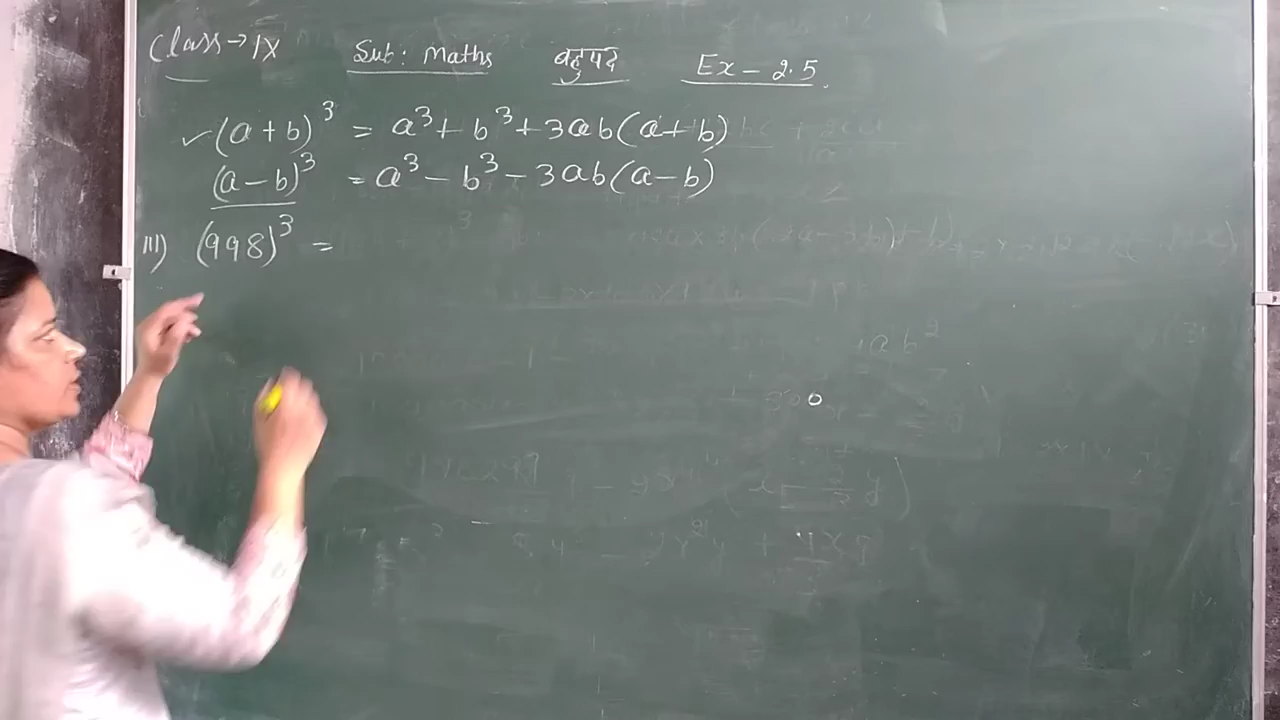 Class → IX Sub: Maths बहुपद Ex - 2.5
✓(a + b)³ = a³ + b³ + 3ab(a + b)
(a - b)³ = a³ - b³ - 3ab(a - b)
III) (998)³ =